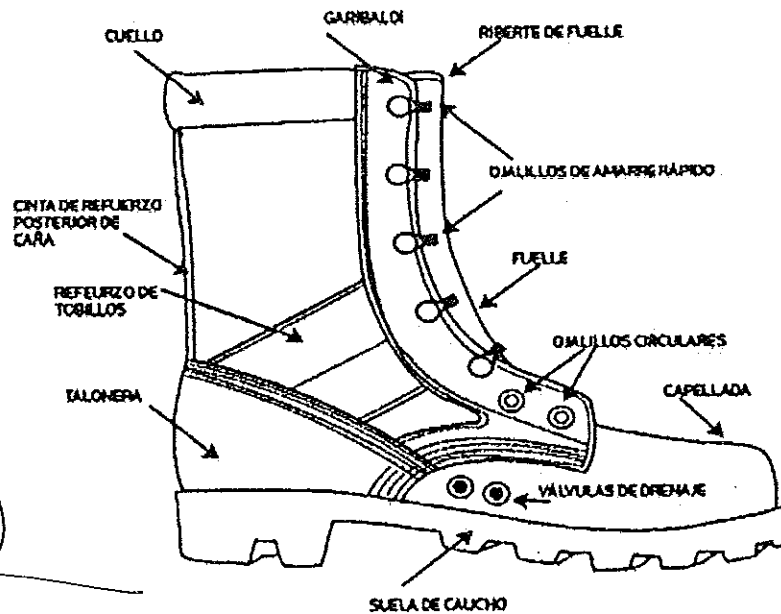 GARIBALDI
CUELLO
RIBERTE DE FUELLE
OJALILLOS DE AMARRE RÁPIDO
CINTA DE REFUERZO
POSTERIOR DE
CAÑA
FUELLE
REFEURZO DE
TOBILLOS
OJALILLOS CIRCULARES
TALONERA
CAPELLADA
VÁLVULAS DE DRENAJE
SUELA DE CAUCHO